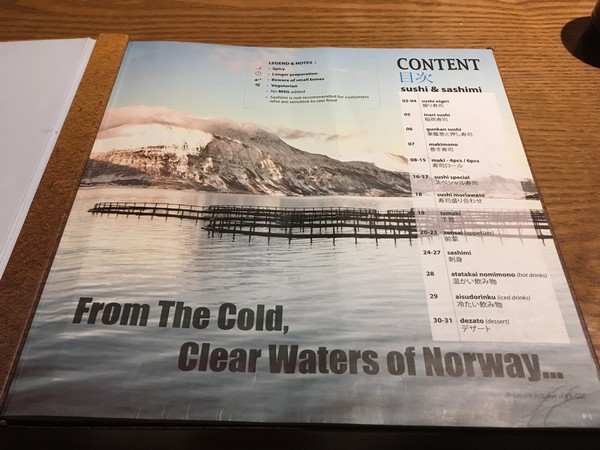 LEGEND & NOTES :
Spicy
Longer preparation
Beware of small bones
Vegetarian
No MSG added
Sashimi is not recommended for customers
who are sensitive to raw food
CONTENT
目次
sushi & sashimi
02-04 sushi nigiri
握り寿司
05 inari sushi
稲荷寿司
06 gunkan sushi
軍艦巻と押し寿司
07 makimono
巻き寿司
08-15 maki - 4pcs / 6pcs
寿司ロール
16-17 sushi special
スペシャル寿司
18 sushi moriawase
寿司盛り合わせ
19 temaki
手巻
20-23 zensai (appetizer)
前菜
24-27 sashimi
刺身
28 atatakai nomimono (hot drinks)
温かい飲み物
29 aisudorinku (iced drinks)
冷たい飲み物
30-31 dezato (dessert)
デザート
From The Cold,
Clear Waters of Norway...
P 1